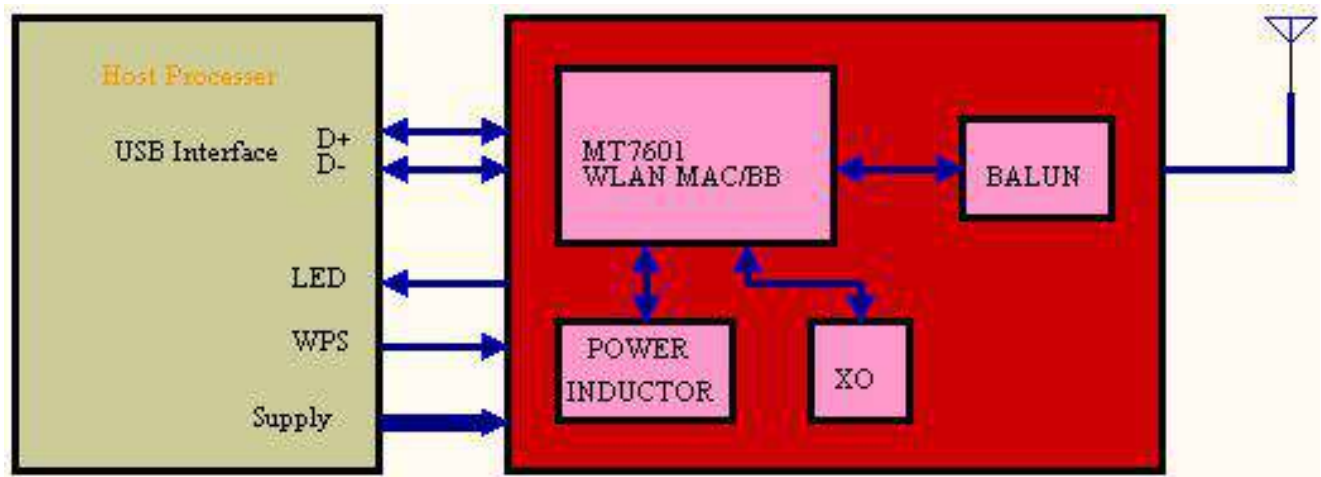 Host Processer
USB Interface
D+
D-
LED
WPS
Supply
MT7601
WLAN MAC/BB
BALUN
POWER
INDUCTOR
XO